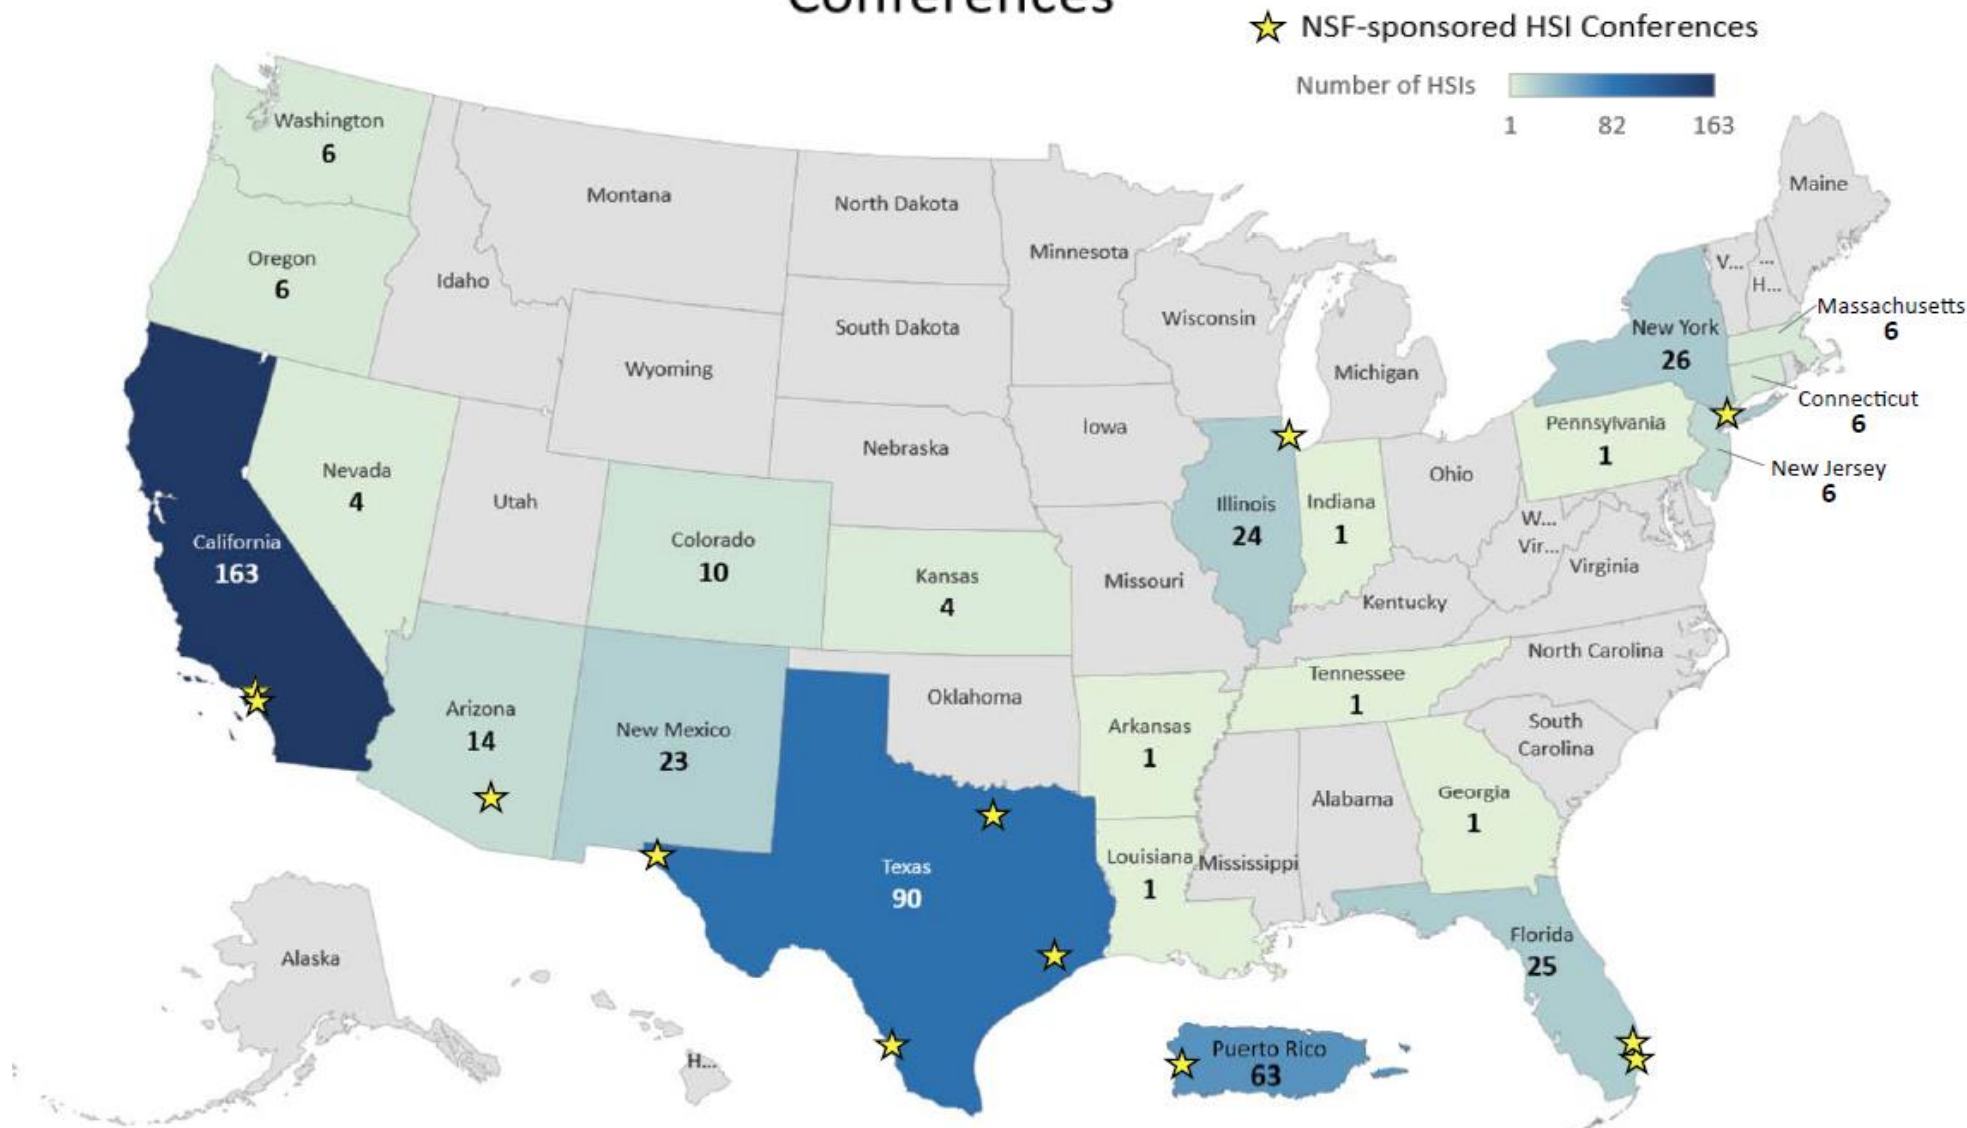 Conferences
NSF-sponsored HSI Conferences
Number of HSIs
1 82 163
Washington
6
Montana
North Dakota
Minnesota
Maine
Oregon
6
Idaho
South Dakota
Wisconsin
Michigan
New York
26
V...
...
H...
Massachusetts
6
Wyoming
Nebraska
Iowa
Connecticut
6
Pennsylvania
1
New Jersey
6
Nevada
4
Utah
Colorado
10
Kansas
4
Missouri
Illinois
24
Indiana
1
Ohio
W...
Vir...
Virginia
Kentucky
California
163
Arizona
14
New Mexico
23
Oklahoma
Arkansas
1
Tennessee
1
North Carolina
South
Carolina
Texas
90
Louisiana
1
Mississippi
Alabama
Georgia
1
Florida
25
Alaska
H...
Puerto Rico
63